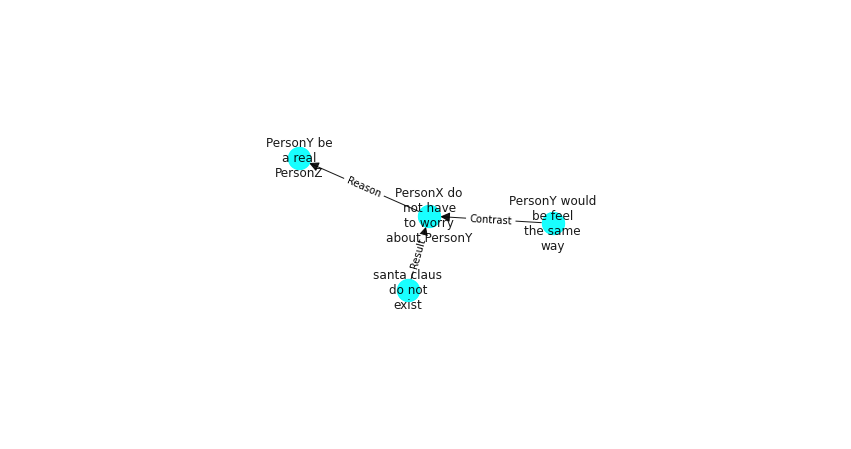 PersonY be
a real
PersonZ
Reason
PersonX do
not have
to worry
about PersonY
Contrast
PersonY would
be feel
the same
way
Result
santa claus
do not
exist